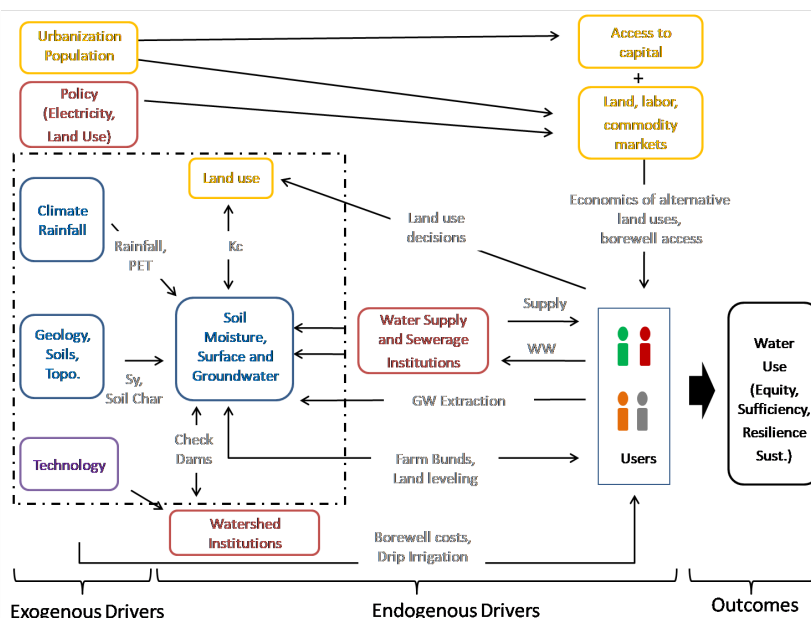 Urbanization
Population
Access to
capital
+
Policy
(Electricity,
Land Use)
Land, labor,
commodity
markets
Land use
Climate
Rainfall
Rainfall,
PET
Kc
Land use
decisions
Economics of alternative
land uses,
borewell access
Geology,
Soils,
Topo.
Sy,
Soil Char
Soil
Moisture,
Surface and
Groundwater
Water Supply
and Sewerage
Institutions
Supply
WW
GW Extraction
Users
Water
Use
(Equity,
Sufficiency,
Resilience
Sust.)
Technology
Check
Dams
Farm Bunds,
Land leveling
Watershed
Institutions
Borewell costs,
Drip Irrigation
Exogenous Drivers
Endogenous Drivers
Outcomes